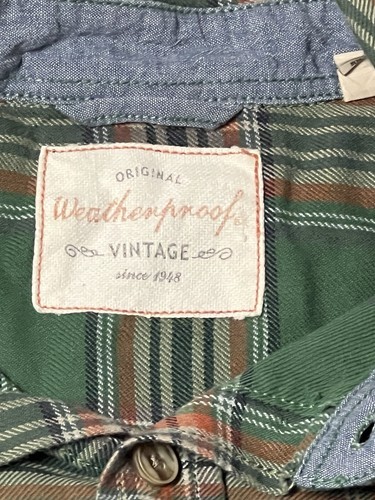 ORIGINAL
Weatherproof
VINTAGE
since 1948